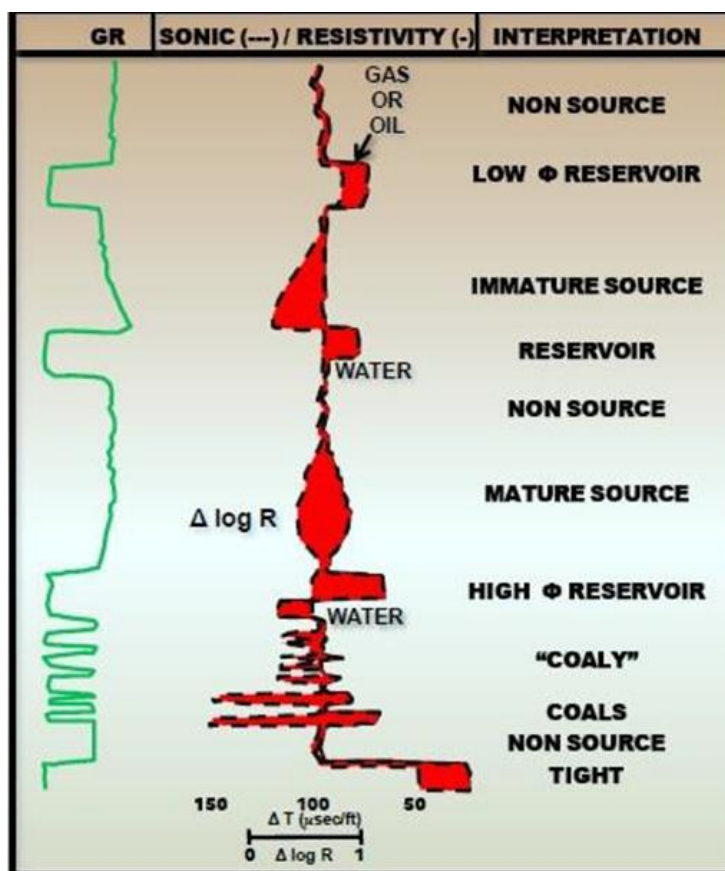 GR SONIC (---) / RESISTIVITY (-) INTERPRETATION
GAS
OR
OIL
NON SOURCE
LOW Φ RESERVOIR
IMMATURE SOURCE
RESERVOIR
WATER
NON SOURCE
MATURE SOURCE
Δ log R
HIGH Φ RESERVOIR
WATER
“COALY”
COALS
NON SOURCE
TIGHT
150 100 50
Δ T (μsec/ft)
0 Δ log R 1